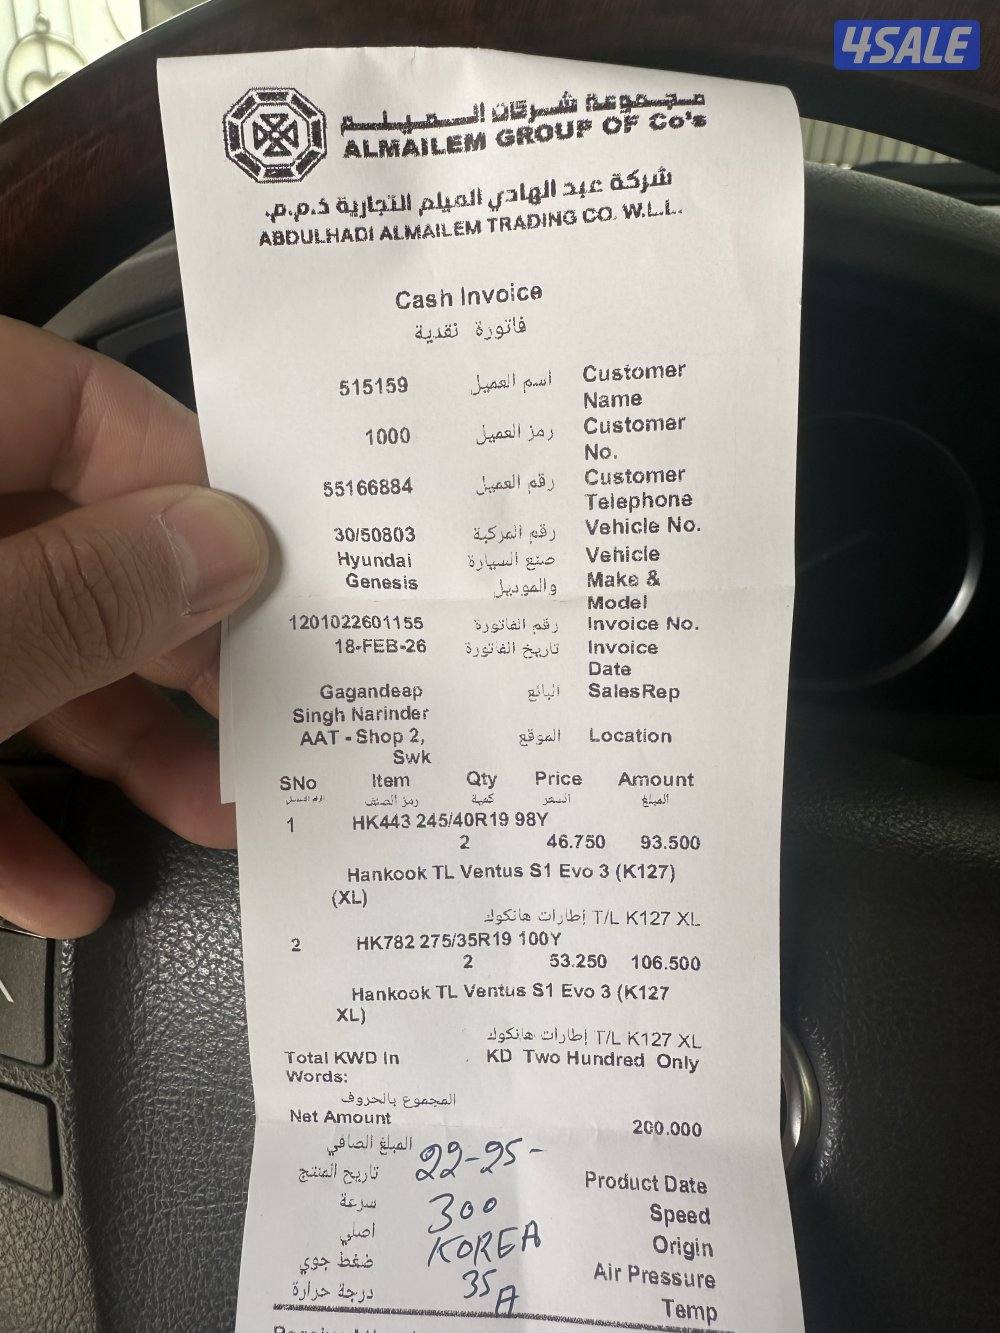 4SALE
مجموعة شركات الميلم
ALMAILEM GROUP OF Co's
شركة عبد الهادي الميلم التجارية ذ.م.م.
ABDULHADI ALMAILEM TRADING CO. W.L.L.
Cash Invoice
فاتورة نقدية
515159 اسم العميل Customer Name
1000 رمز العميل Customer No.
55166884 رقم العميل Customer Telephone
30/50803 رقم المركبة Vehicle No.
Hyundai صنع السيارة Vehicle
Genesis والموديل Make &
Model
1201022601155 رقم الفاتورة Invoice No.
18-FEB-26 تاريخ الفاتورة Invoice
Date
Gagandeap البائع SalesRep
Singh Narinder
AAT - Shop 2, الموقع Location
Swk
SNo Item Qty Price Amount
الرقم التسلسلي رمز الصنف كمية السعر المبلغ
1 HK443 245/40R19 98Y
2 46.750 93.500
Hankook TL Ventus S1 Evo 3 (K127)
(XL)
إطارات هانكوك T/L K127 XL
2 HK782 275/35R19 100Y
2 53.250 106.500
Hankook TL Ventus S1 Evo 3 (K127
XL)
إطارات هانكوك T/L K127 XL
Total KWD In KD Two Hundred Only
Words:
المجموع بالحروف
Net Amount 200.000
المبلغ الصافي
تاريخ المنتج 22-25- Product Date
سرعة 300 Speed
اصلي KOREA Origin
ضغط جوي 35 Air Pressure
درجة حرارة A Temp